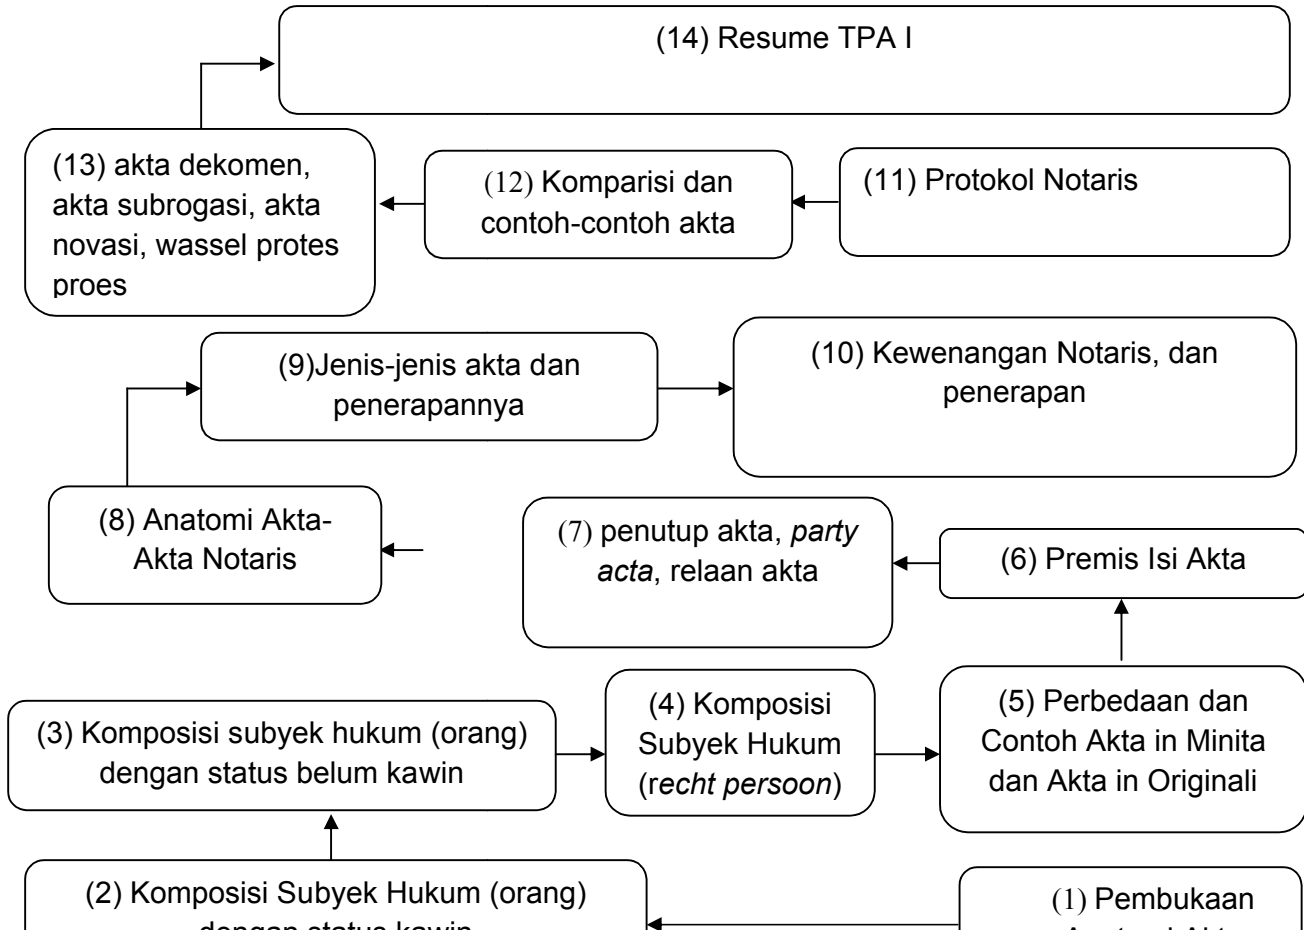 (14) Resume TPA I
(13) akta dekomen,
akta subrogasi, akta
novasi, wassel protes
proes
(12) Komparisi dan
contoh-contoh akta
(11) Protokol Notaris
(9)Jenis-jenis akta dan
penerapannya
(10) Kewenangan Notaris, dan
penerapan
(8) Anatomi Akta-
Akta Notaris
(7) penutup akta, party
acta, relaan akta
(6) Premis Isi Akta
(3) Komposisi subyek hukum (orang)
dengan status belum kawin
(4) Komposisi
Subyek Hukum
(recht persoon)
(5) Perbedaan dan
Contoh Akta in Minita
dan Akta in Originali
(2) Komposisi Subyek Hukum (orang)
dengan status kawin
(1) Pembukaan